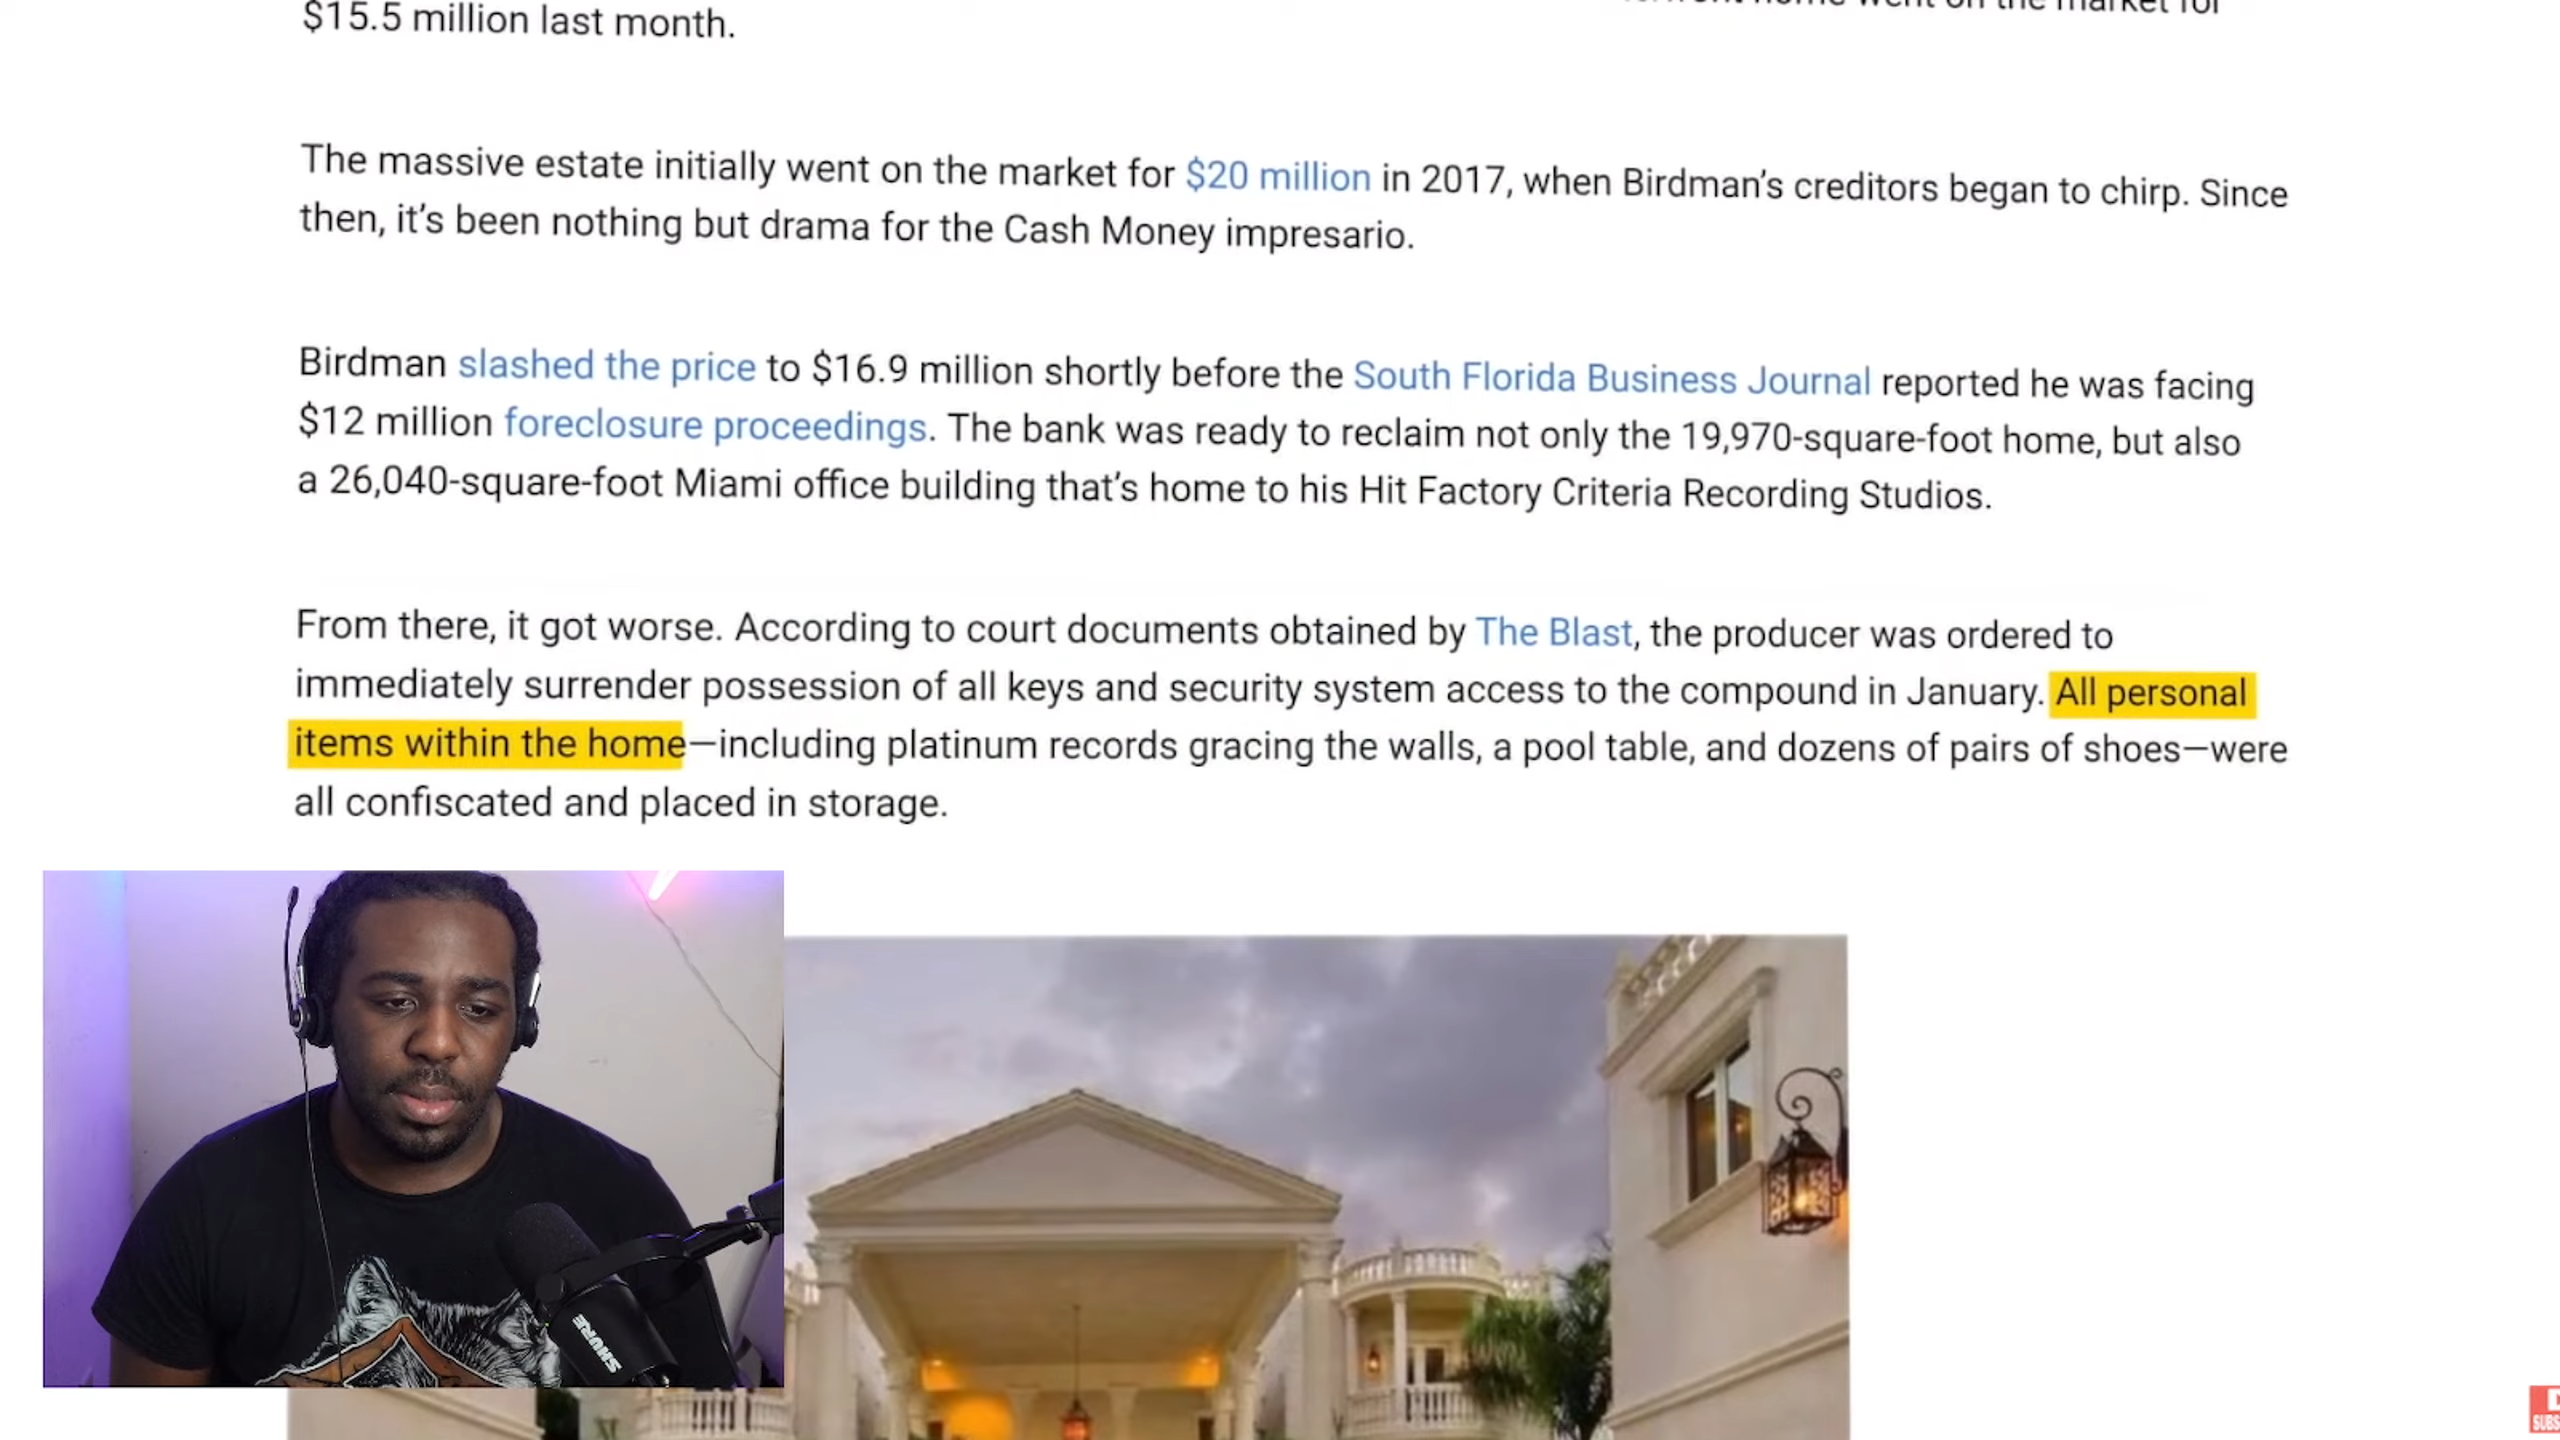 home went on the market for
$15.5 million last month.
The massive estate initially went on the market for $20 million in 2017, when Birdman’s creditors began to chirp. Since
then, it’s been nothing but drama for the Cash Money impresario.
Birdman slashed the price to $16.9 million shortly before the South Florida Business Journal reported he was facing
$12 million foreclosure proceedings. The bank was ready to reclaim not only the 19,970-square-foot home, but also
a 26,040-square-foot Miami office building that’s home to his Hit Factory Criteria Recording Studios.
From there, it got worse. According to court documents obtained by The Blast, the producer was ordered to
immediately surrender possession of all keys and security system access to the compound in January. All personal
items within the home—including platinum records gracing the walls, a pool table, and dozens of pairs of shoes—were
all confiscated and placed in storage.
SHURE